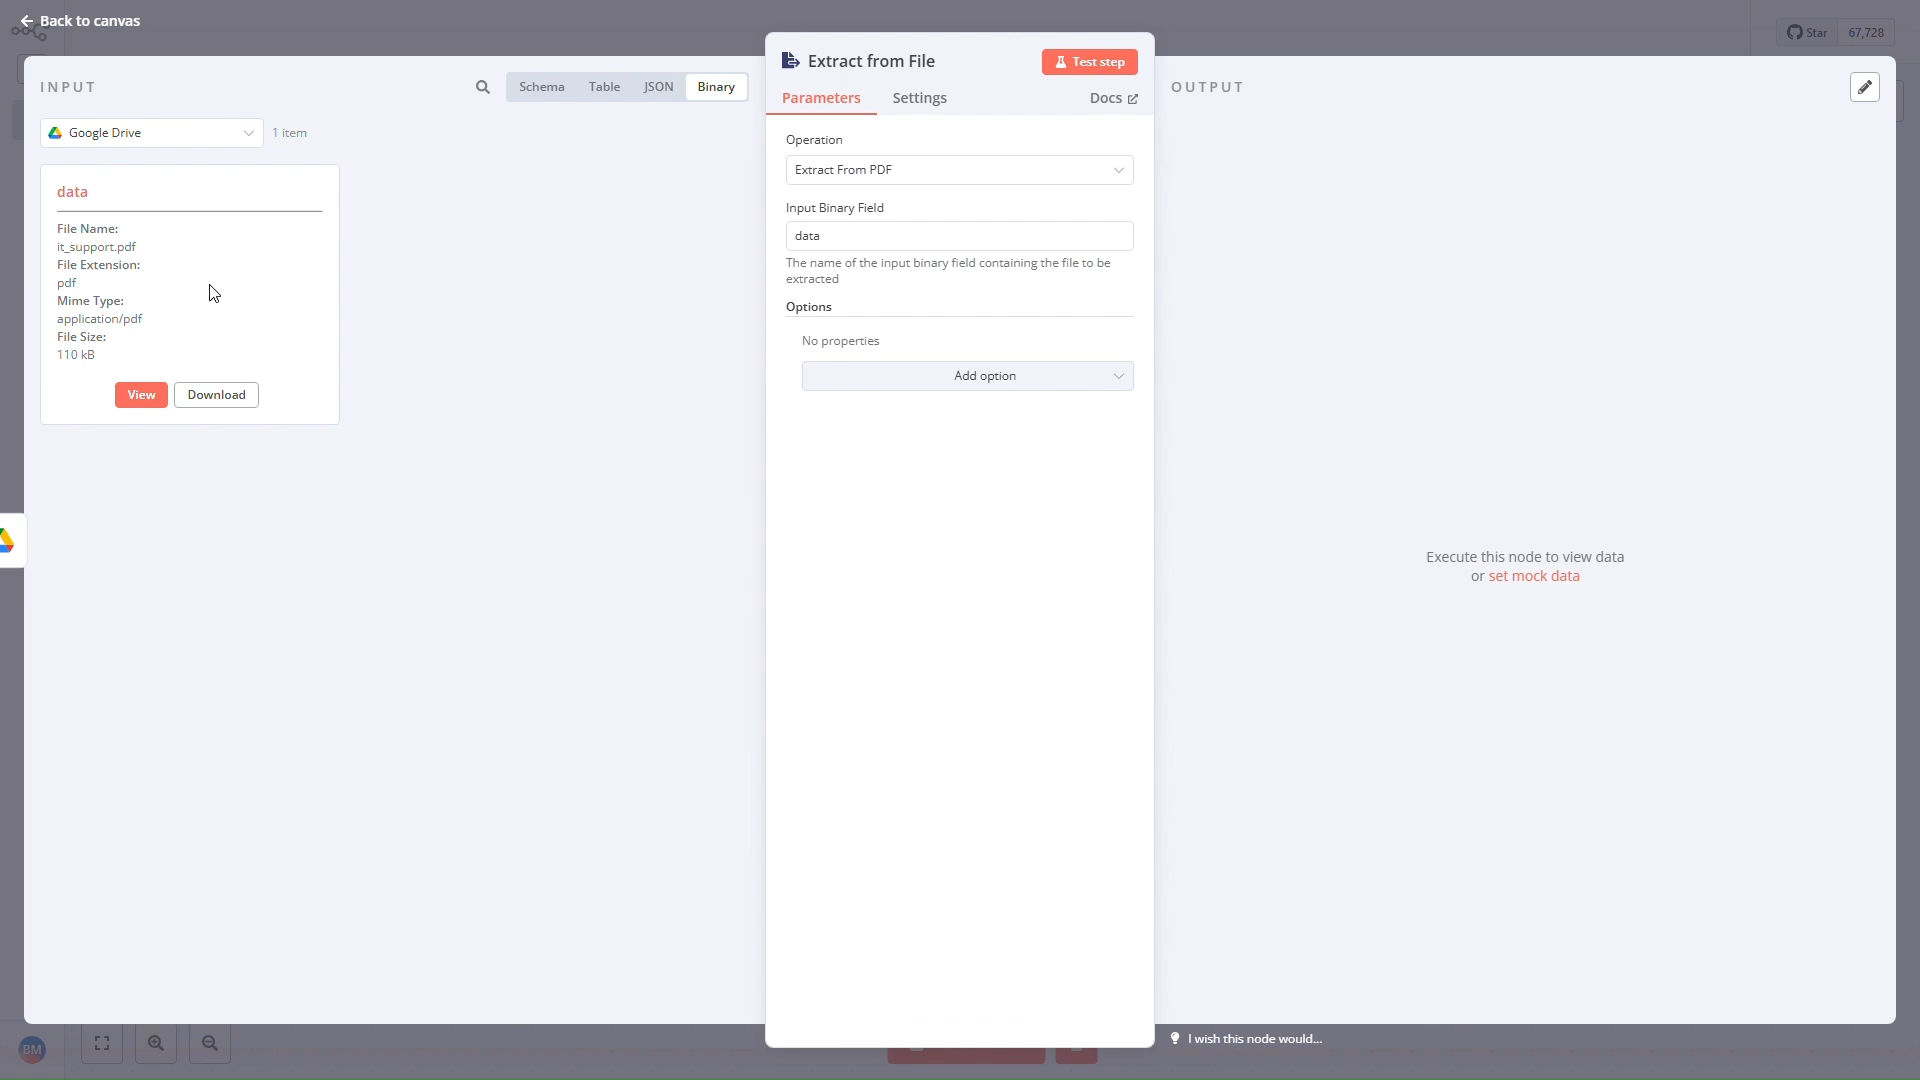 Back to canvas
Star 67,728
INPUT
Schema Table JSON Binary
Google Drive 1 item
data
File Name:
it_support.pdf
File Extension:
pdf
Mime Type:
application/pdf
File Size:
110 kB
View Download
Extract from File
Test step
Parameters Settings Docs
Operation
Extract From PDF
Input Binary Field
data
The name of the input binary field containing the file to be
extracted
Options
No properties
Add option
OUTPUT
Execute this node to view data
or set mock data
BM
I wish this node would...